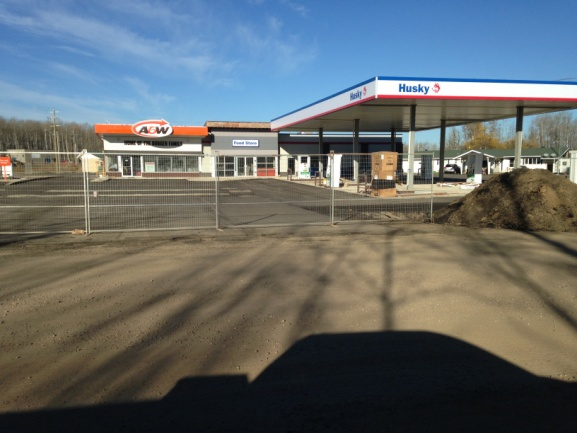 A&W
HOME OF THE BURGER FAMILY
Food Store
Husky
Husky